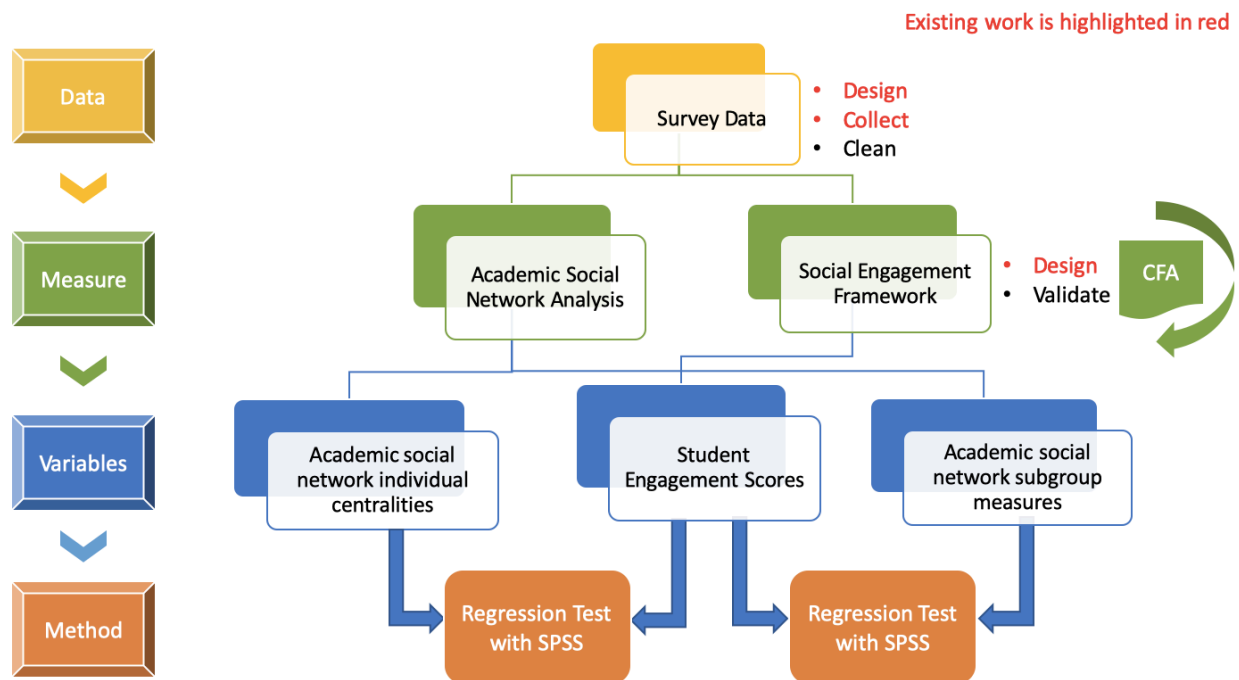 Existing work is highlighted in red
Data
Survey Data
• Design
• Collect
• Clean
Measure
Academic Social
Network Analysis
Social Engagement
Framework
• Design
• Validate
CFA
Variables
Academic social
network individual
centralities
Student
Engagement Scores
Academic social
network subgroup
measures
Method
Regression Test
with SPSS
Regression Test
with SPSS